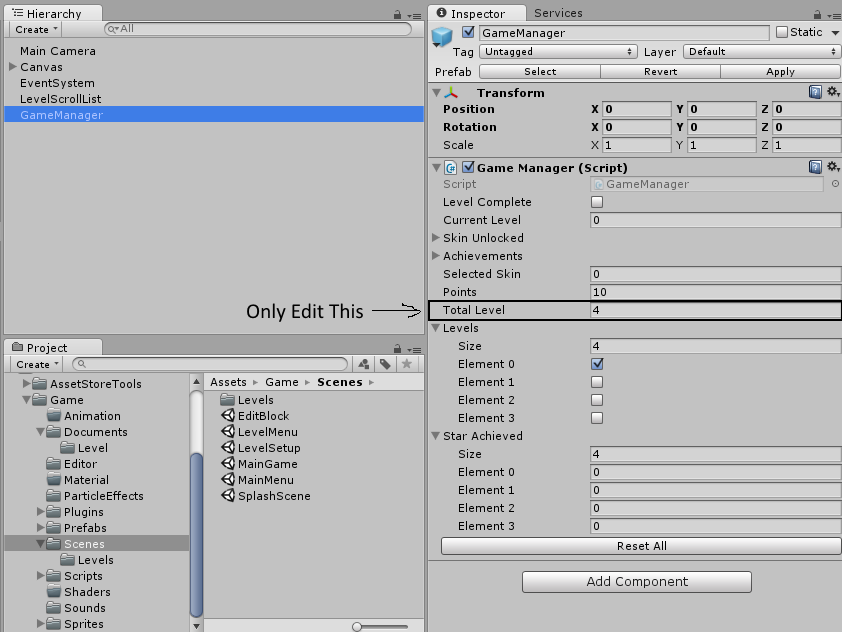 Hierarchy
Create
All
Main Camera
Canvas
EventSystem
LevelScrollList
GameManager
Only Edit This
Project
Create
AssetStoreTools
Game
Animation
Documents
Level
Editor
Material
ParticleEffects
Plugins
Prefabs
Scenes
Levels
Scripts
Shaders
Sounds
Sprites
Assets Game Scenes
Levels
EditBlock
LevelMenu
LevelSetup
MainGame
MainMenu
SplashScene
Inspector Services
GameManager Static
Tag Untagged Layer Default
Prefab Select Revert Apply
Transform
Position X 0 Y 0 Z 0
Rotation X 0 Y 0 Z 0
Scale X 1 Y 1 Z 1
Game Manager (Script)
Script GameManager
Level Complete
Current Level 0
Skin Unlocked
Achievements
Selected Skin 0
Points 10
Total Level 4
Levels
Size 4
Element 0
Element 1
Element 2
Element 3
Star Achieved
Size 4
Element 0 0
Element 1 0
Element 2 0
Element 3 0
Reset All
Add Component